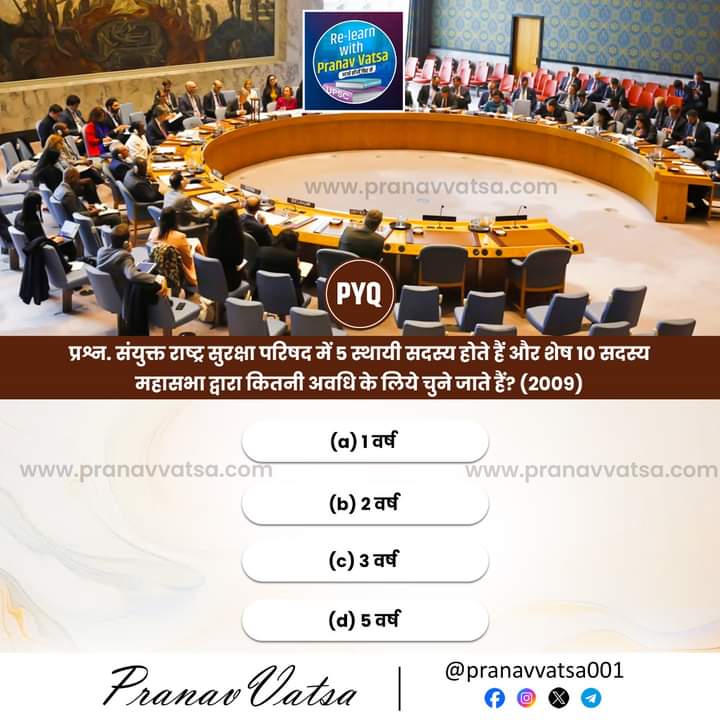 Re-learn
with
Pranav Vatsa
UPSC
www.pranavvatsa.com
PYQ
प्रश्न. संयुक्त राष्ट्र सुरक्षा परिषद में 5 स्थायी सदस्य होते हैं और शेष 10 सदस्य
महासभा द्वारा कितनी अवधि के लिये चुने जाते हैं? (2009)
(a) 1 वर्ष
www.pranavvatsa.com www.pranavvatsa.com
(b) 2 वर्ष
(c) 3 वर्ष
(d) 5 वर्ष
Pranav Vatsa
@pranavvatsa001